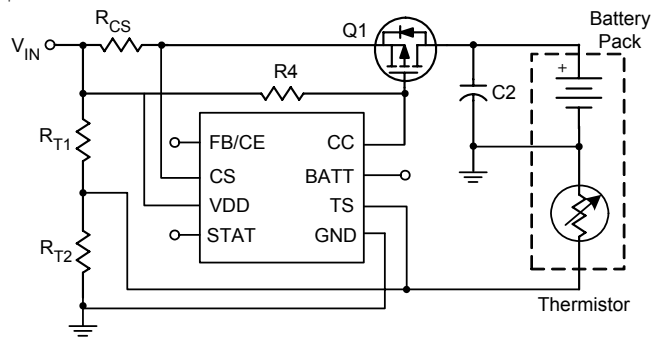 Battery
Pack
V_IN
R_CS
Q1
+
R4
C2
R_T1
FB/CE
CC
CS
BATT
VDD
TS
STAT
GND
R_T2
Thermistor